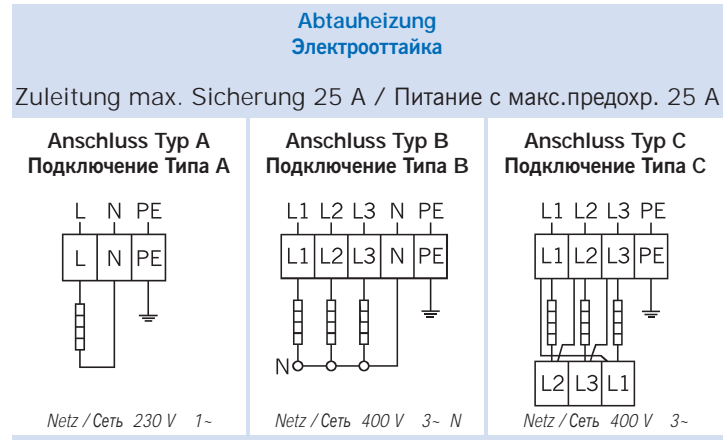 Abtauheizung
Электрооттайка
Zuleitung max. Sicherung 25 A / Питание с макс.предохр. 25 A
Anschluss Typ A
Подключение Типа А
L N PE
L N PE
Netz / Сеть 230 V 1~
Anschluss Typ B
Подключение Типа В
L1 L2 L3 N PE
L1 L2 L3 N PE
N
Netz / Сеть 400 V 3~ N
Anschluss Typ C
Подключение Типа С
L1 L2 L3 PE
L1 L2 L3 PE
L2 L3 L1
Netz / Сеть 400 V 3~